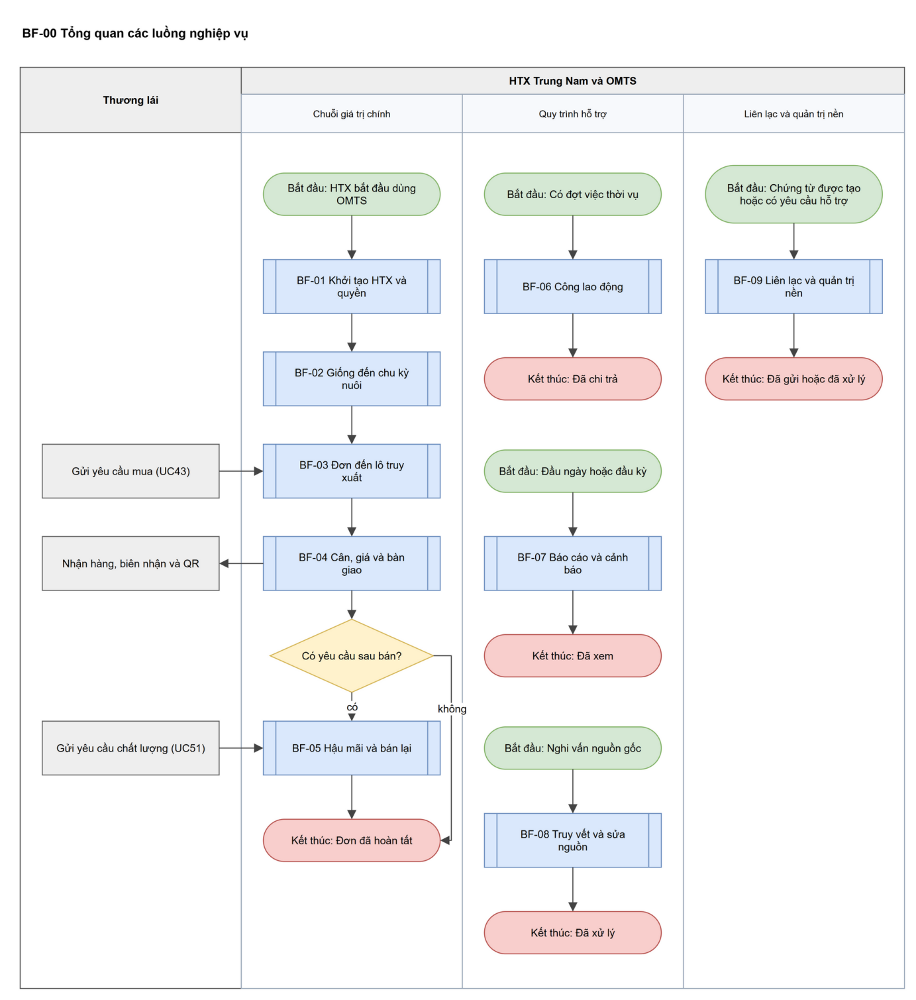 BF-00 Tổng quan các luồng nghiệp vụ
Thương lái
HTX Trung Nam và OMTS
Chuỗi giá trị chính
Quy trình hỗ trợ
Liên lạc và quản trị nền
Bắt đầu: HTX bắt đầu dùng
OMTS
Bắt đầu: Có đợt việc thời vụ
Bắt đầu: Chứng từ được tạo
hoặc có yêu cầu hỗ trợ
BF-01 Khởi tạo HTX và
quyền
BF-06 Công lao động
BF-09 Liên lạc và quản trị
nền
BF-02 Giống đến chu kỳ
nuôi
Kết thúc: Đã chi trả
Kết thúc: Đã gửi hoặc đã xử lý
Gửi yêu cầu mua (UC43)
BF-03 Đơn đến lô truy
xuất
Bắt đầu: Đầu ngày hoặc đầu kỳ
Nhận hàng, biên nhận và QR
BF-04 Cân, giá và bàn
giao
BF-07 Báo cáo và cảnh
báo
Có yêu cầu sau bán?
Kết thúc: Đã xem
có
không
Gửi yêu cầu chất lượng (UC51)
BF-05 Hậu mãi và bán lại
Bắt đầu: Nghi vấn nguồn gốc
Kết thúc: Đơn đã hoàn tất
BF-08 Truy vết và sửa
nguồn
Kết thúc: Đã xử lý